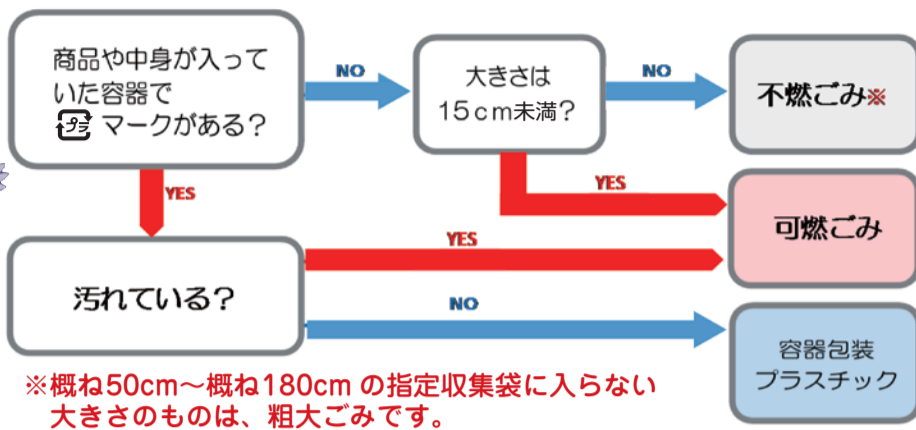 商品や中身が入って
いた容器で
プラ マークがある？
NO
大きさは
15cm未満？
NO
不燃ごみ※
YES
YES
可燃ごみ
YES
汚れている？
NO
容器包装
プラスチック
※概ね50cm～概ね180cm の指定収集袋に入らない
大きさのものは、粗大ごみです。